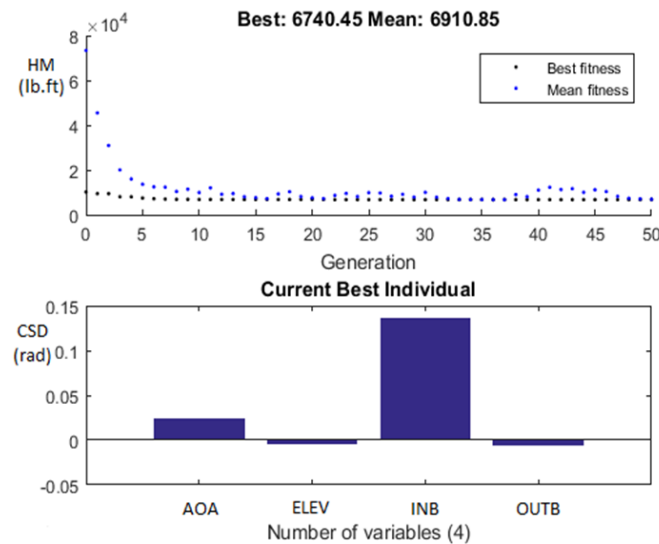 Best: 6740.45 Mean: 6910.85
× 10^4
HM
(lb.ft)
8
6
4
2
0
Best fitness
Mean fitness
0 5 10 15 20 25 30 35 40 45 50
Generation
Current Best Individual
CSD
(rad)
0.15
0.1
0.05
0
-0.05
AOA ELEV INB OUTB
Number of variables (4)